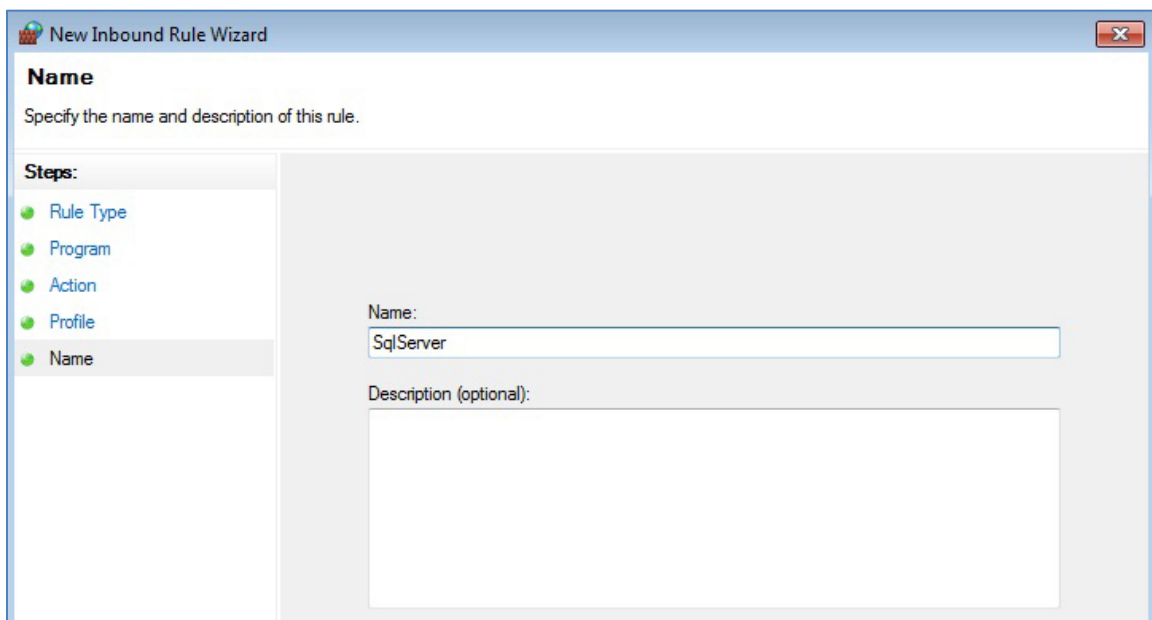 New Inbound Rule Wizard
Name
Specify the name and description of this rule.
Steps:
Rule Type
Program
Action
Profile
Name
Name:
SqlServer
Description (optional):